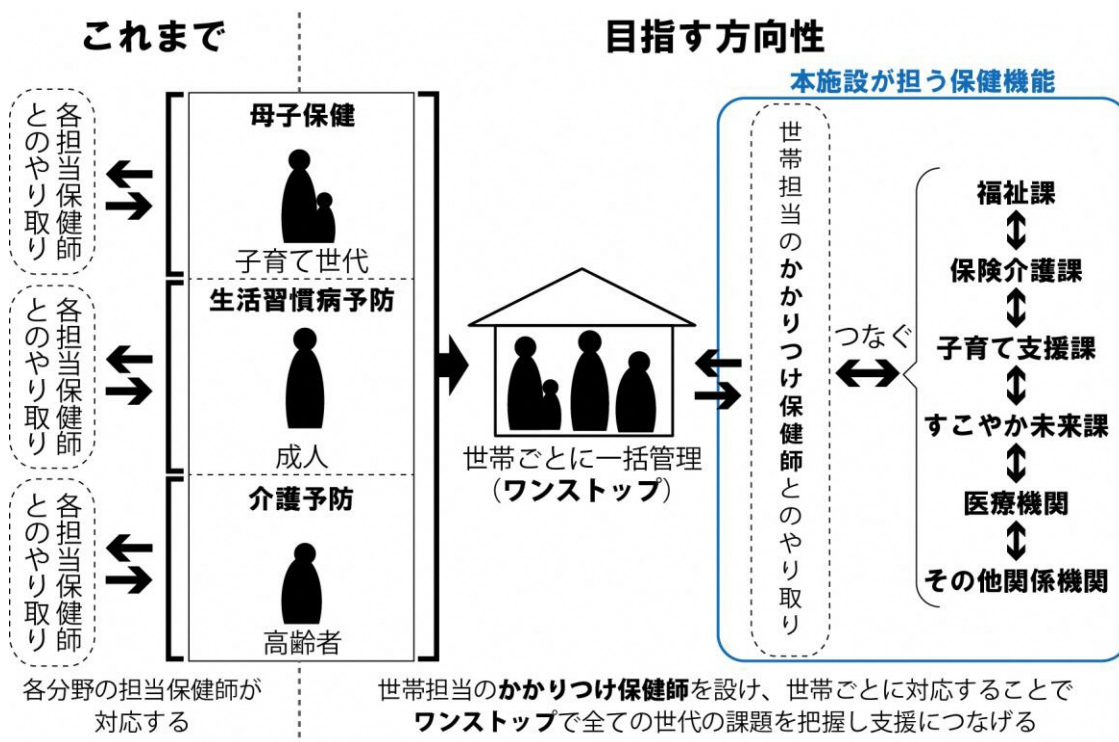 これまで
目指す方向性
本施設が担う保健機能
各担当保健師
とのやり取り
母子保健
子育て世代
各担当保健師
とのやり取り
生活習慣病予防
成人
各担当保健師
とのやり取り
介護予防
高齢者
世帯ごとに一括管理
（ワンストップ）
世帯担当のかかりつけ保健師とのやり取り
つなぐ
福祉課
保険介護課
子育て支援課
すこやか未来課
医療機関
その他関係機関
各分野の担当保健師が
対応する
世帯担当のかかりつけ保健師を設け、世帯ごとに対応することで
ワンストップで全ての世代の課題を把握し支援につなげる